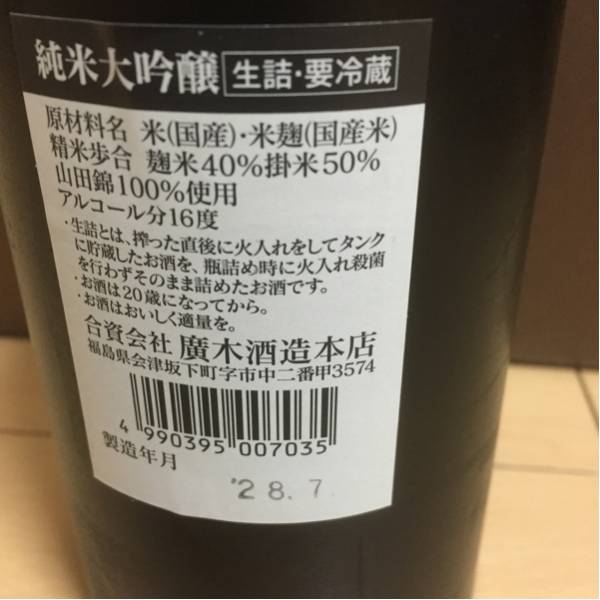 純米大吟醸 生詰・要冷蔵
原材料名 米(国産)・米麹(国産米)
精米歩合 麹米40%掛米50%
山田錦100%使用
アルコール分16度
・生詰とは、搾った直後に火入れをしてタンク
に貯蔵したお酒を、瓶詰め時に火入れ殺菌
を行わずそのまま詰めたお酒です。
・お酒は20歳になってから。
・お酒はおいしく適量を。
合資会社 廣木酒造本店
福島県会津坂下町字市中二番甲3574
4 990395 007035
製造年月 '28.7